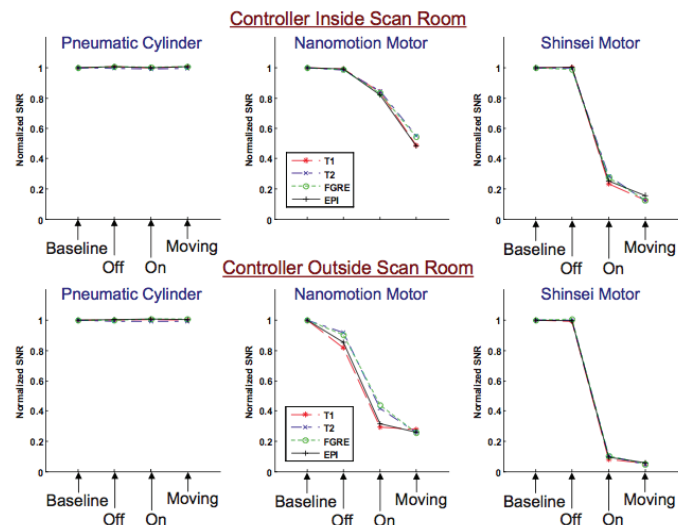 Controller Inside Scan Room
Pneumatic Cylinder
Nanomotion Motor
Shinsei Motor
Normalized SNR
1
0.8
0.6
0.4
0.2
0
Normalized SNR
1
0.8
0.6
0.4
0.2
0
T1
T2
FGRE
EPI
Normalized SNR
1
0.8
0.6
0.4
0.2
0
Baseline
Off
On
Moving
Baseline
Off
On
Moving
Baseline
Off
On
Moving
Controller Outside Scan Room
Pneumatic Cylinder
Nanomotion Motor
Shinsei Motor
Normalized SNR
1
0.8
0.6
0.4
0.2
0
Normalized SNR
1
0.8
0.6
0.4
0.2
0
T1
T2
FGRE
EPI
Normalized SNR
1
0.8
0.6
0.4
0.2
0
Baseline
Off
On
Moving
Baseline
Off
On
Moving
Baseline
Off
On
Moving